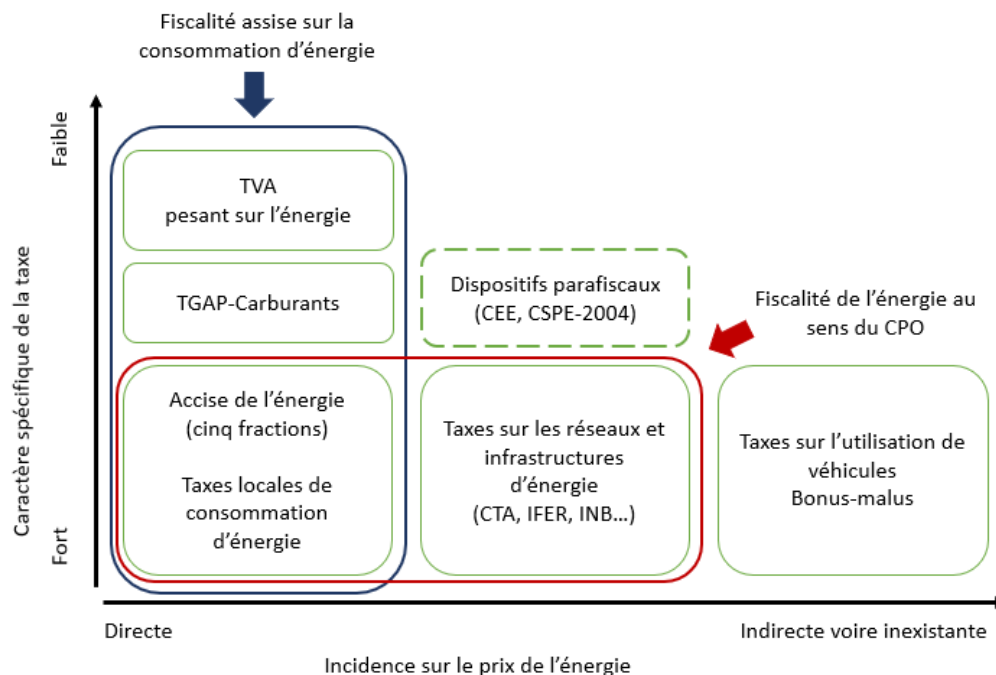 Fiscalité assise sur la
consommation d’énergie
Faible
Caractère spécifique de la taxe
Fort
TVA
pesant sur l’énergie
TGAP-Carburants
Dispositifs parafiscaux
(CEE, CSPE-2004)
Fiscalité de l’énergie au
sens du CPO
Accise de l’énergie
(cinq fractions)
Taxes locales de
consommation
d’énergie
Taxes sur les réseaux et
infrastructures
d’énergie
(CTA, IFER, INB…)
Taxes sur l’utilisation de
véhicules
Bonus-malus
Directe
Indirecte voire inexistante
Incidence sur le prix de l’énergie